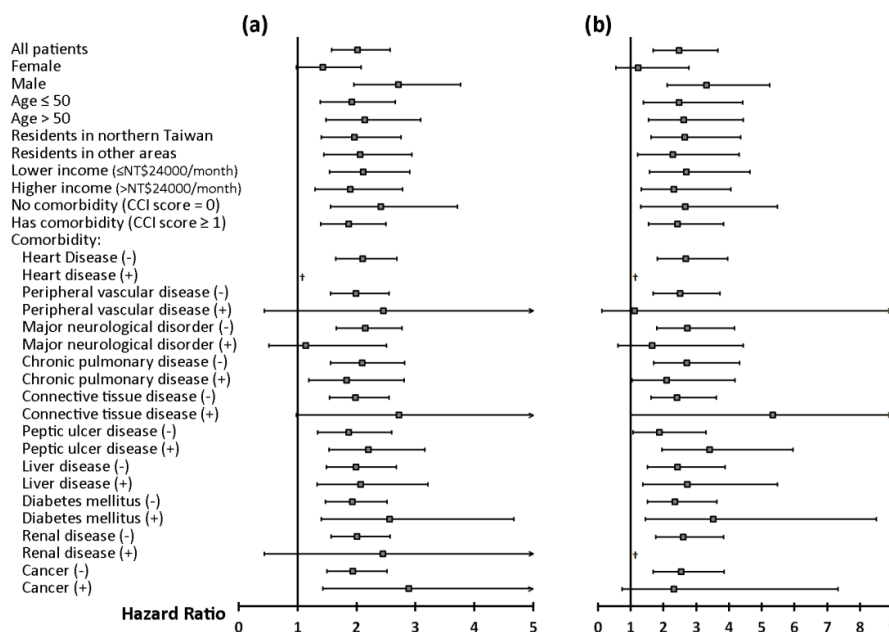 (a) (b)
All patients
Female
Male
Age ≤ 50
Age > 50
Residents in northern Taiwan
Residents in other areas
Lower income (≤NT$24000/month)
Higher income (>NT$24000/month)
No comorbidity (CCI score = 0)
Has comorbidity (CCI score ≥ 1)
Comorbidity:
Heart Disease (-)
Heart disease (+) † †
Peripheral vascular disease (-)
Peripheral vascular disease (+)
Major neurological disorder (-)
Major neurological disorder (+)
Chronic pulmonary disease (-)
Chronic pulmonary disease (+)
Connective tissue disease (-)
Connective tissue disease (+)
Peptic ulcer disease (-)
Peptic ulcer disease (+)
Liver disease (-)
Liver disease (+)
Diabetes mellitus (-)
Diabetes mellitus (+)
Renal disease (-)
Renal disease (+) †
Cancer (-)
Cancer (+)
Hazard Ratio
0 1 2 3 4 5 0 1 2 3 4 5 6 7 8